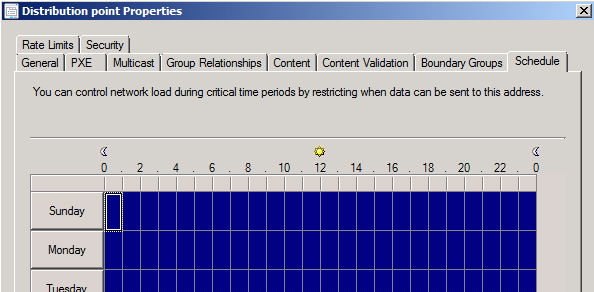 Distribution point Properties
Rate Limits Security
General PXE Multicast Group Relationships Content Content Validation Boundary Groups Schedule
You can control network load during critical time periods by restricting when data can be sent to this address.
0 . 2 . 4 . 6 . 8 . 10 . 12 . 14 . 16 . 18 . 20 . 22 . 0
Sunday
Monday
Tuesday